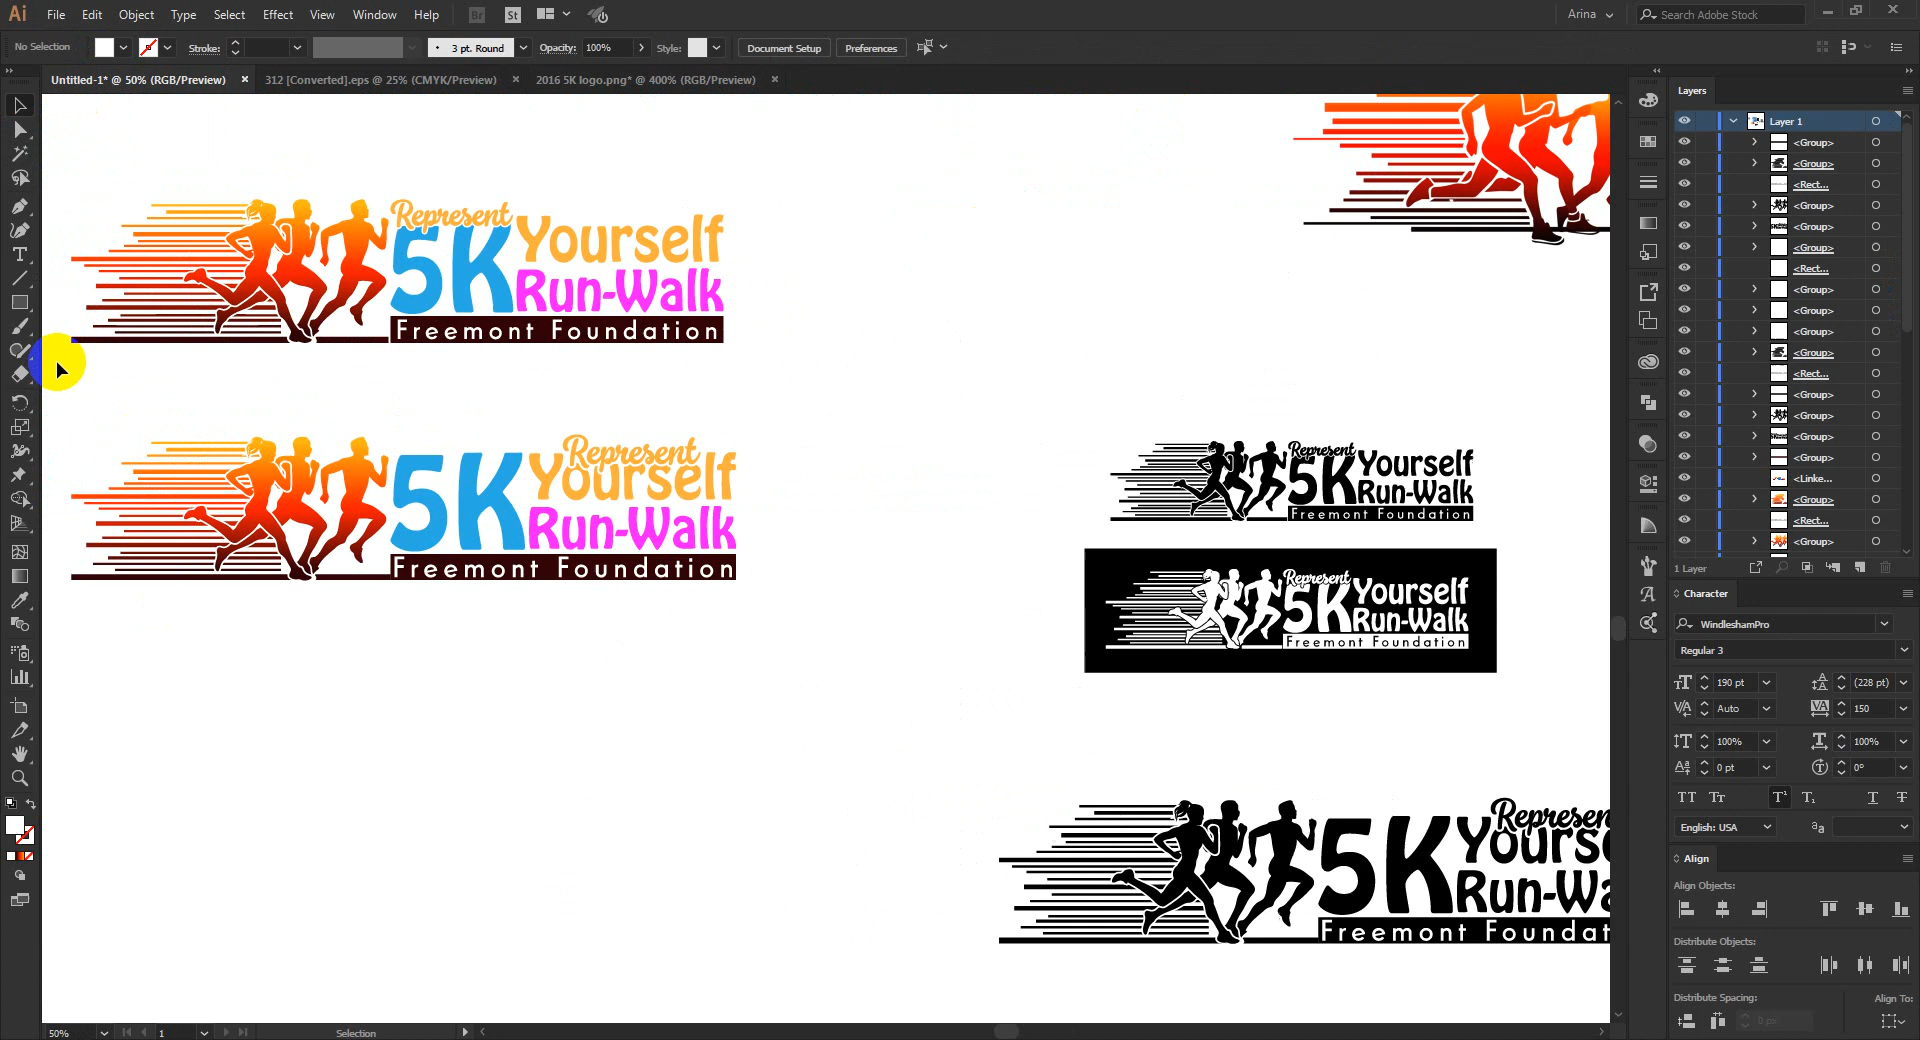 Ai File Edit Object Type Select Effect View Window Help Br St Arina Search Adobe Stock
No Selection Stroke: 3 pt. Round Opacity: 100% Style: Document Setup Preferences
Untitled-1* @ 50% (RGB/Preview) × 312 [Converted].eps @ 25% (CMYK/Preview) × 2016 5K logo.png* @ 400% (RGB/Preview) ×
Represent
5K Yourself
Run-Walk
Freemont Foundation
Represent
5K Yourself
Run-Walk
Freemont Foundation
Represent
5K Yourself
Run-Walk
Freemont Foundation
Represent
5K Yourself
Run-Walk
Freemont Foundation
Represen
5K Yourse
Run-Wa
Freemont Foundat
Layers
Layer 1
<Group>
<Group>
<Rect...
<Group>
<Group>
<Group>
<Rect...
<Group>
<Group>
<Group>
<Group>
<Rect...
<Group>
<Group>
<Group>
<Group>
<Linke...
<Group>
<Rect...
<Group>
1 Layer
Character
WindleshamPro
Regular 3
190 pt (228 pt)
Auto 150
100% 100%
0 pt 0°
English: USA
Align
Align Objects:
Distribute Objects:
Distribute Spacing: Align To:
0 px
50% 1 Selection